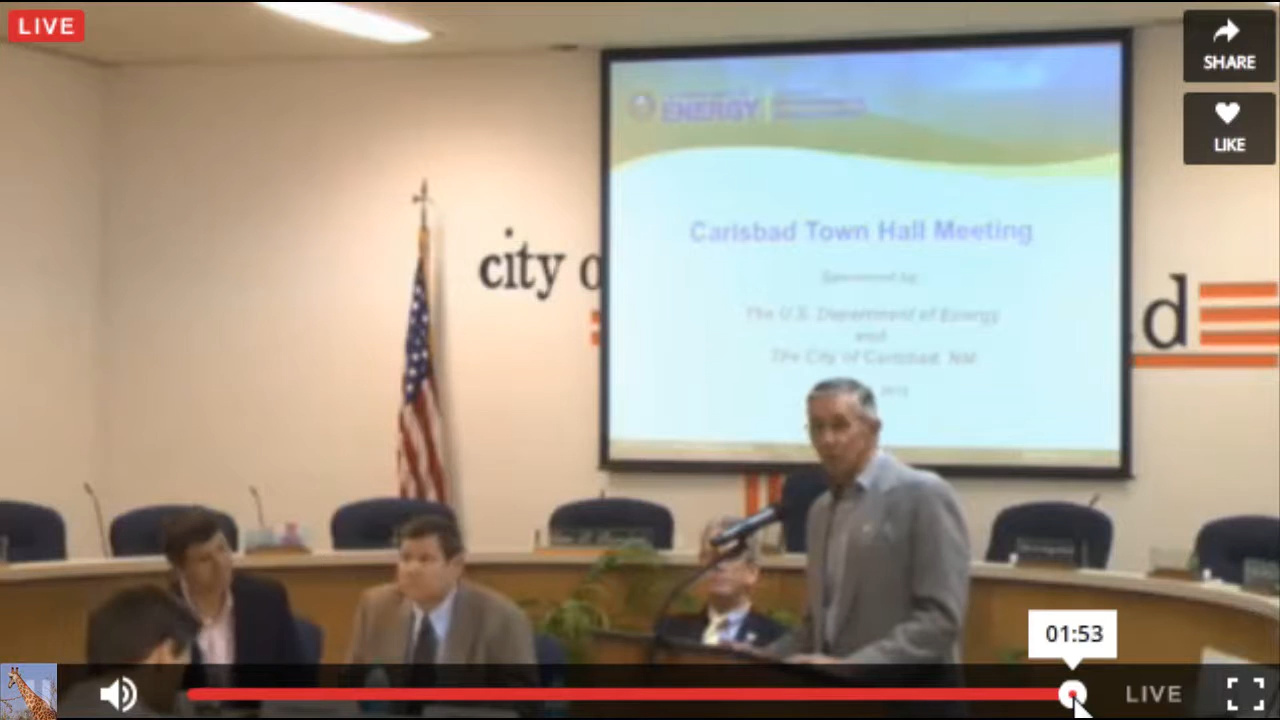 LIVE
SHARE
LIKE
ENERGY
Carlsbad Town Hall Meeting
Sponsored by
The U.S. Department of Energy
and
The City of Carlsbad, NM
city o
d
01:53
LIVE